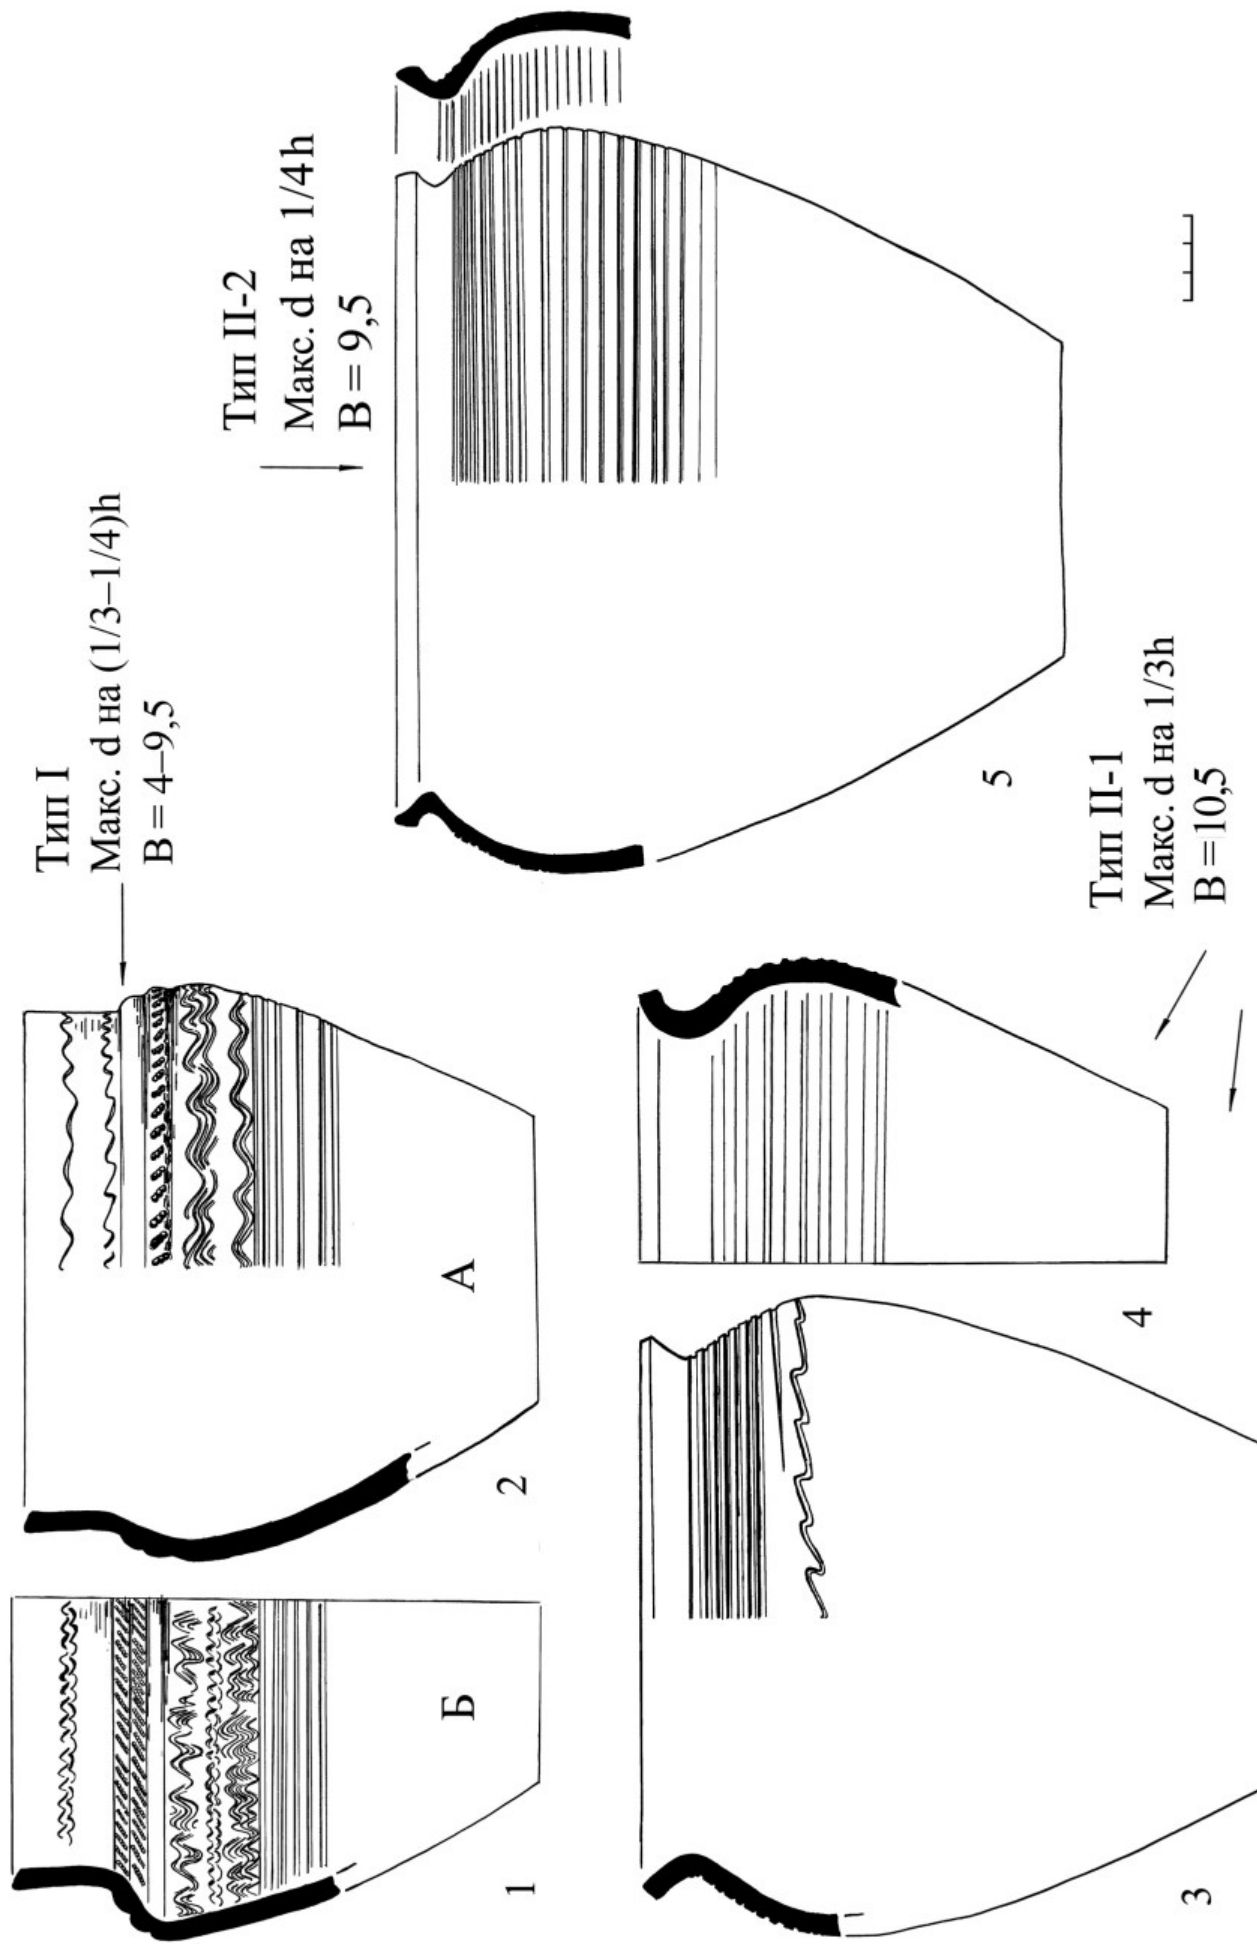 Тип I
Макс. d на (1/3–1/4)h
В = 4–9,5
Тип II-2
Макс. d на 1/4h
В = 9,5
Тип II-1
Макс. d на 1/3h
В = 10,5
Б
А
1
2
3
4
5